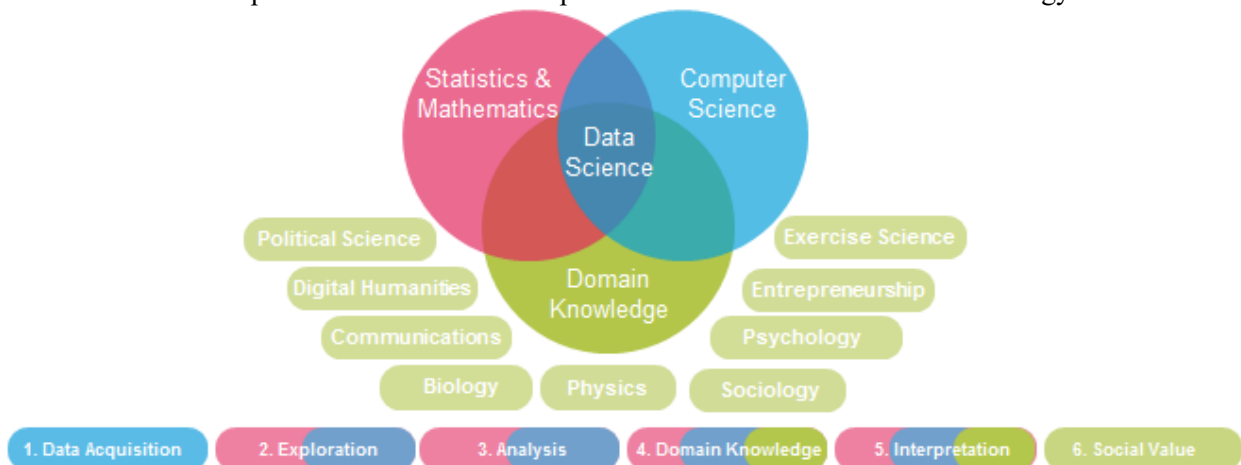 Statistics &
Mathematics
Computer
Science
Data
Science
Domain
Knowledge
Political Science
Exercise Science
Digital Humanities
Entrepreneurship
Communications
Psychology
Biology
Physics
Sociology
1. Data Acquisition
2. Exploration
3. Analysis
4. Domain Knowledge
5. Interpretation
6. Social Value